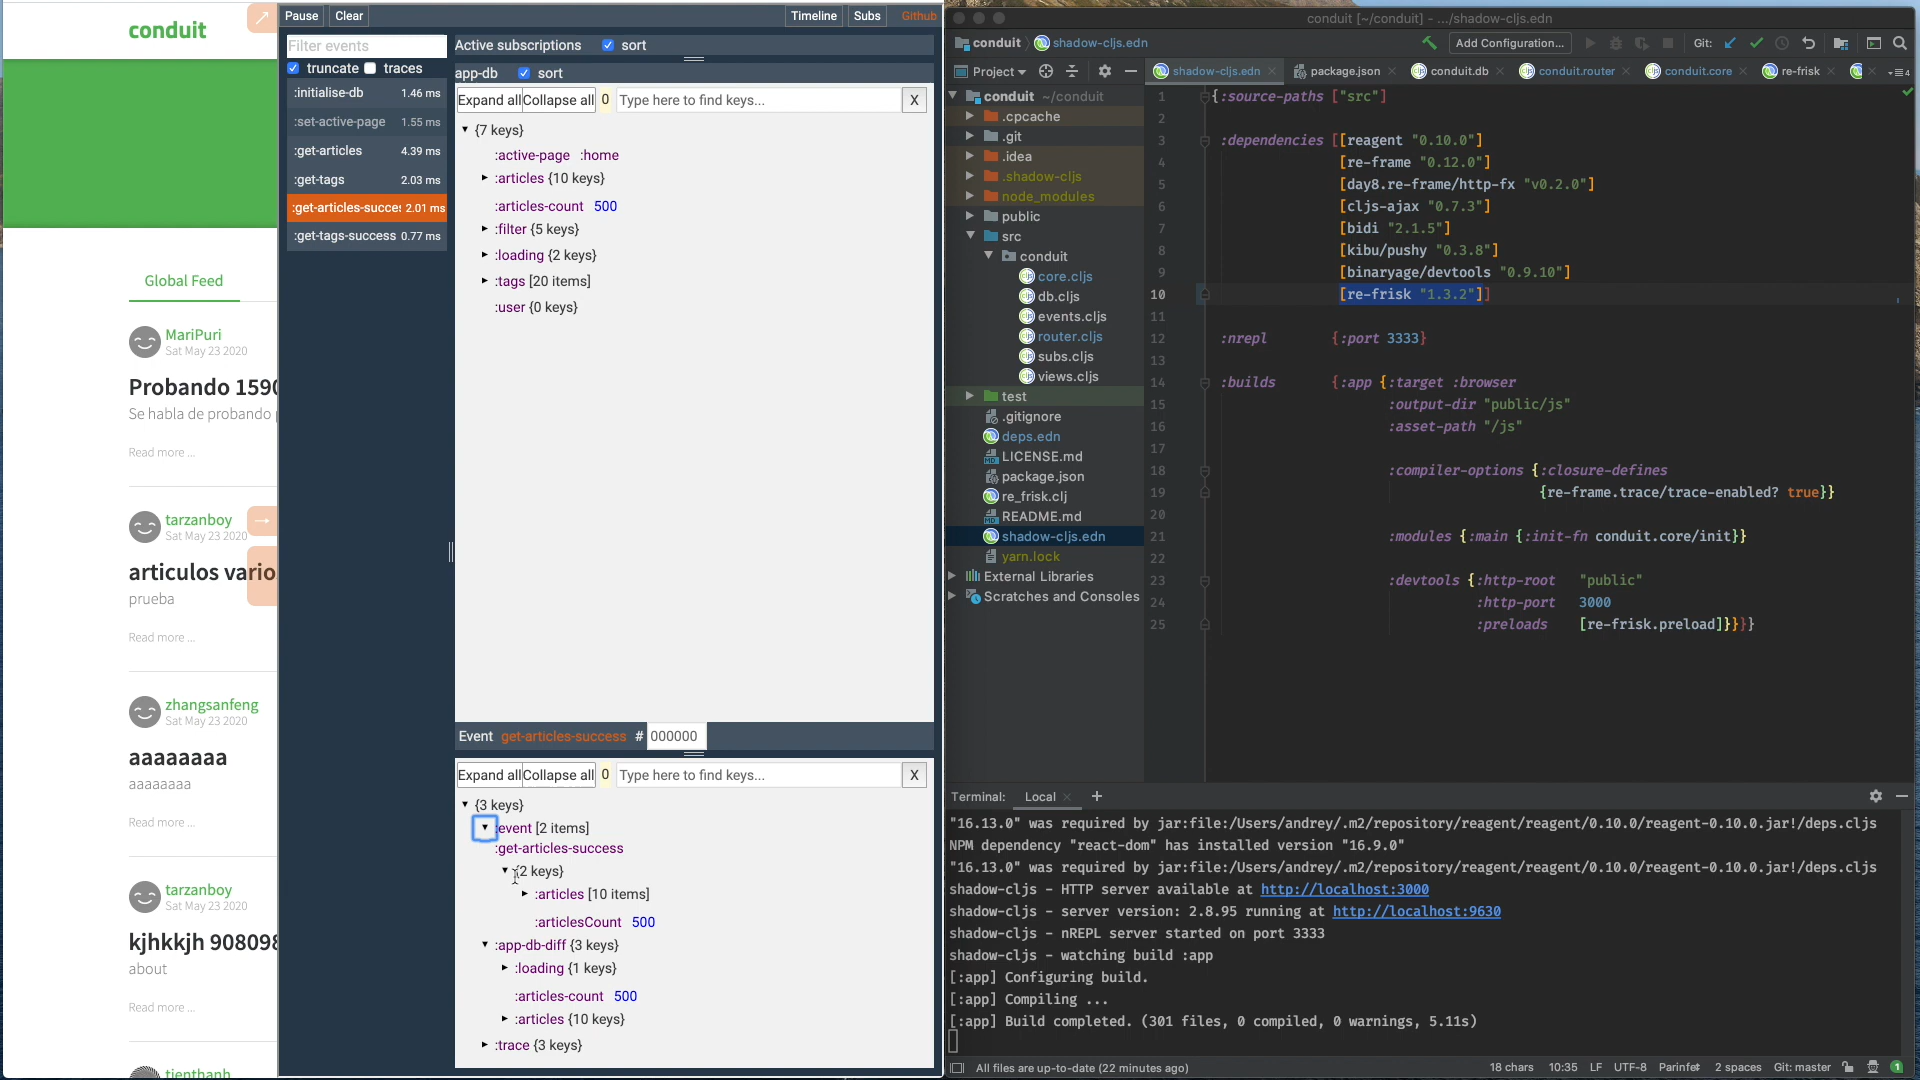 conduit
Global Feed
MariPuri
Sat May 23 2020
Probando 1590
Se habla de probando
Read more ...
tarzanboy
Sat May 23 2020
articulos vario
prueba
Read more ...
zhangsanfeng
Sat May 23 2020
aaaaaaaa
aaaaaaaa
Read more ...
tarzanboy
Sat May 23 2020
kjhkkjh 908098
about
Read more ...
tienthanh
Pause Clear Timeline Subs Github
Filter events
truncate traces
:initialise-db 1.46 ms
:set-active-page 1.55 ms
:get-articles 4.39 ms
:get-tags 2.03 ms
:get-articles-succe: 2.01 ms
:get-tags-success 0.77 ms
Active subscriptions sort
app-db sort
Expand all Collapse all 0 Type here to find keys... X
{7 keys}
:active-page :home
:articles {10 keys}
:articles-count 500
:filter {5 keys}
:loading {2 keys}
:tags [20 items]
:user {0 keys}
Event get-articles-success # 000000
Expand all Collapse all 0 Type here to find keys... X
{3 keys}
:event [2 items]
:get-articles-success
{2 keys}
:articles [10 items]
:articlesCount 500
:app-db-diff {3 keys}
:loading {1 keys}
:articles-count 500
:articles {10 keys}
:trace {3 keys}
conduit [~/conduit] - .../shadow-cljs.edn
conduit shadow-cljs.edn Add Configuration... Git:
Project shadow-cljs.edn package.json conduit.db conduit.router conduit.core re-frisk
conduit ~/conduit
.cpcache
.git
.idea
.shadow-cljs
node_modules
public
src
conduit
core.cljs
db.cljs
events.cljs
router.cljs
subs.cljs
views.cljs
test
.gitignore
deps.edn
LICENSE.md
package.json
re_frisk.clj
README.md
shadow-cljs.edn
yarn.lock
External Libraries
Scratches and Consoles
1 {:source-paths ["src"]
2
3 :dependencies [[reagent "0.10.0"]
4 [re-frame "0.12.0"]
5 [day8.re-frame/http-fx "v0.2.0"]
6 [cljs-ajax "0.7.3"]
7 [bidi "2.1.5"]
8 [kibu/pushy "0.3.8"]
9 [binaryage/devtools "0.9.10"]
10 [re-frisk "1.3.2"]]
11
12 :nrepl {:port 3333}
13
14 :builds {:app {:target :browser
15 :output-dir "public/js"
16 :asset-path "/js"
17
18 :compiler-options {:closure-defines
19 {re-frame.trace/trace-enabled? true}}
20
21 :modules {:main {:init-fn conduit.core/init}}
22
23 :devtools {:http-root "public"
24 :http-port 3000
25 :preloads [re-frisk.preload]}}}}
Terminal: Local +
"16.13.0" was required by jar:file:/Users/andrey/.m2/repository/reagent/reagent/0.10.0/reagent-0.10.0.jar!/deps.cljs
NPM dependency "react-dom" has installed version "16.9.0"
"16.13.0" was required by jar:file:/Users/andrey/.m2/repository/reagent/reagent/0.10.0/reagent-0.10.0.jar!/deps.cljs
shadow-cljs - HTTP server available at http://localhost:3000
shadow-cljs - server version: 2.8.95 running at http://localhost:9630
shadow-cljs - nREPL server started on port 3333
shadow-cljs - watching build :app
[:app] Configuring build.
[:app] Compiling ...
[:app] Build completed. (301 files, 0 compiled, 0 warnings, 5.11s)
All files are up-to-date (22 minutes ago) 18 chars 10:35 LF UTF-8 Parinfer 2 spaces Git: master 1